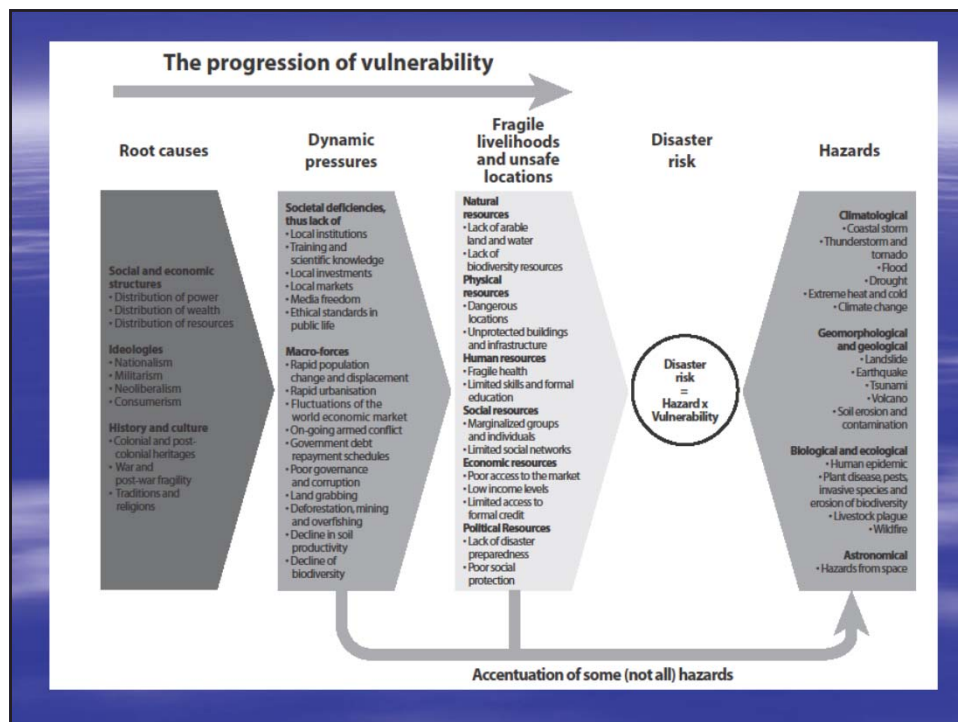 The progression of vulnerability
Root causes
Social and economic
structures
• Distribution of power
• Distribution of wealth
• Distribution of resources
Ideologies
• Nationalism
• Militarism
• Neoliberalism
• Consumerism
History and culture
• Colonial and post-
colonial heritages
• War and
post-war fragility
• Traditions and
religions
Dynamic
pressures
Societal deficiencies,
thus lack of
• Local institutions
• Training and
scientific knowledge
• Local investments
• Local markets
• Media freedom
• Ethical standards in
public life
Macro-forces
• Rapid population
change and displacement
• Rapid urbanisation
• Fluctuations of the
world economic market
• On-going armed conflict
• Government debt
repayment schedules
• Poor governance
and corruption
• Land grabbing
• Deforestation, mining
and overfishing
• Decline in soil
productivity
• Decline of
biodiversity
Fragile
livelihoods
and unsafe
locations
Natural
resources
• Lack of arable
land and water
• Lack of
biodiversity resources
Physical
resources
• Dangerous
locations
• Unprotected buildings
and infrastructure
Human resources
• Fragile health
• Limited skills and formal
education
Social resources
• Marginalized groups
and individuals
• Limited social networks
Economic resources
• Poor access to the market
• Low income levels
• Limited access to
formal credit
Political Resources
• Lack of disaster
preparedness
• Poor social
protection
Disaster
risk
Disaster
risk
=
Hazard x
Vulnerability
Hazards
Climatological
• Coastal storm
• Thunderstorm and
tornado
• Flood
• Drought
• Extreme heat and cold
• Climate change
Geomorphological
and geological
• Landslide
• Earthquake
• Tsunami
• Volcano
• Soil erosion and
contamination
Biological and ecological
• Human epidemic
• Plant disease, pests,
invasive species and
erosion of biodiversity
• Livestock plague
• Wildfire
Astronomical
• Hazards from space
Accentuation of some (not all) hazards